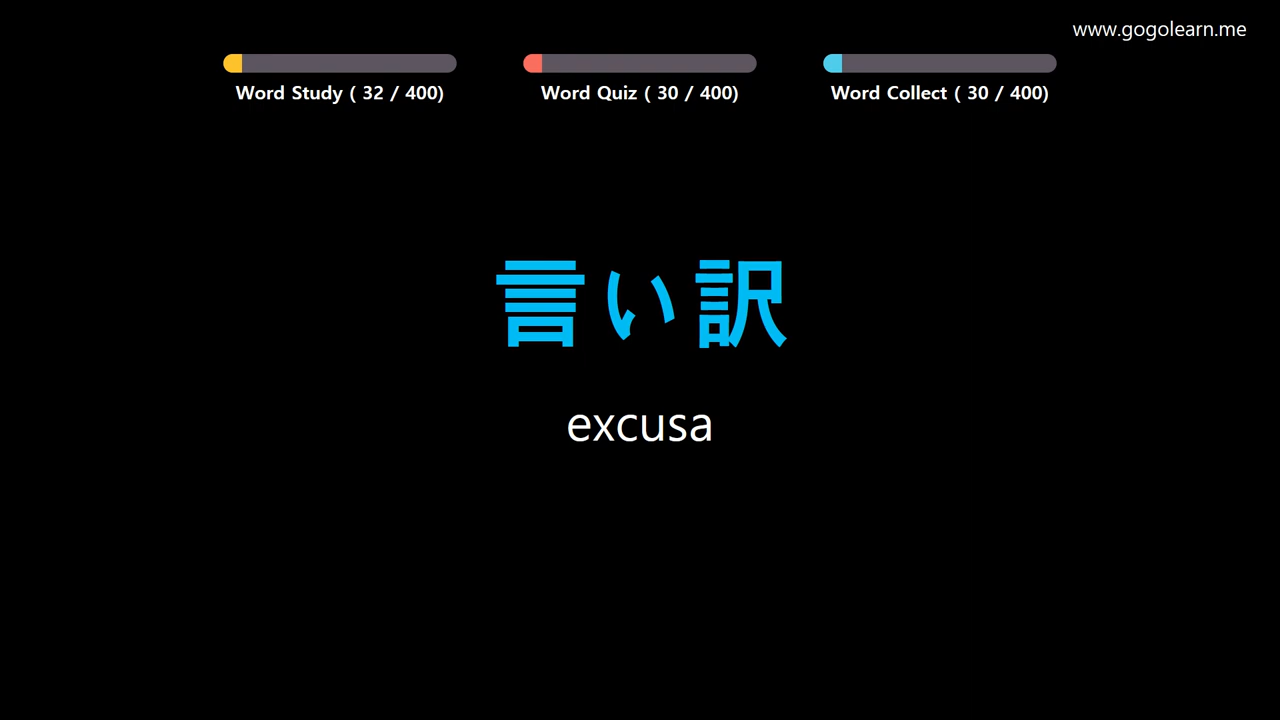 www.gogolearn.me
Word Study ( 32 / 400)
Word Quiz ( 30 / 400)
Word Collect ( 30 / 400)
言い訳
excusa